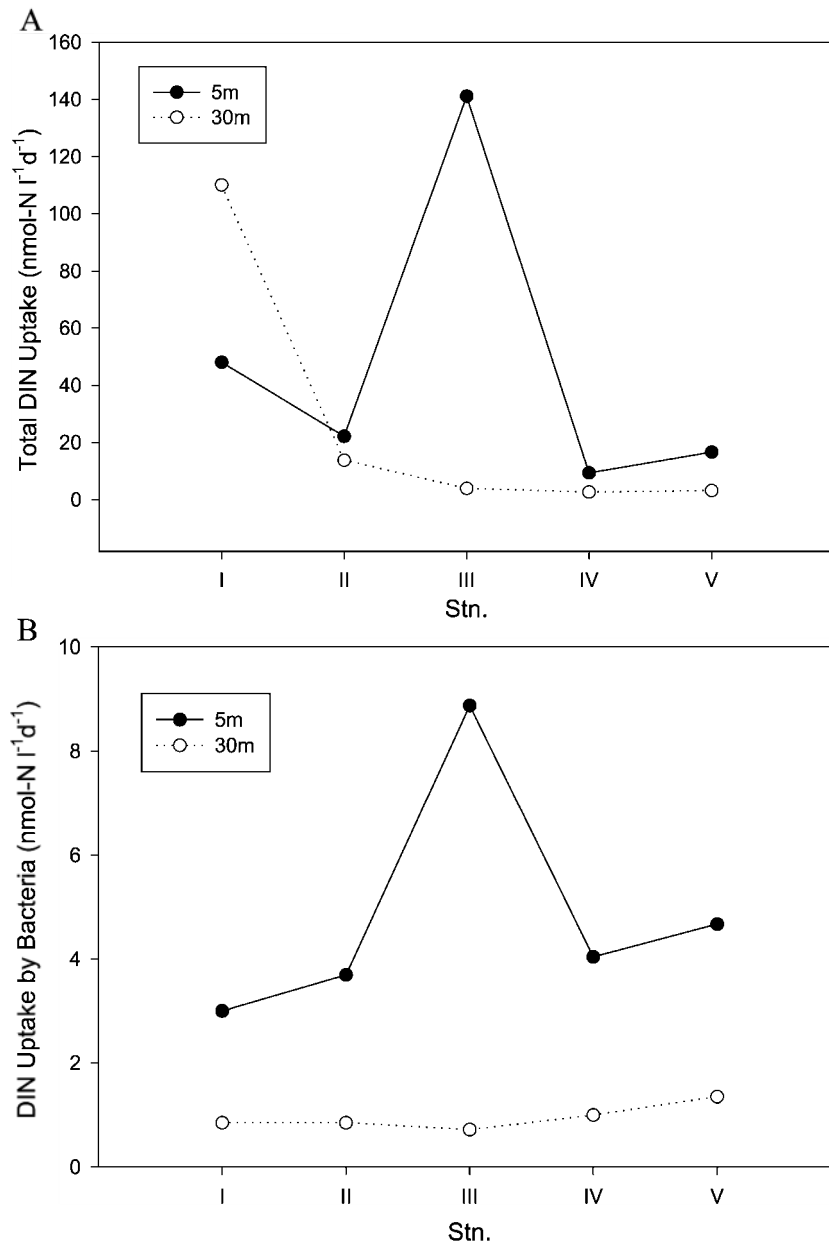 A
160
140
120
100
80
60
40
20
0
Total DIN Uptake (nmol-N l⁻¹d⁻¹)
5m
30m
I II III IV V
Stn.
B
10
8
6
4
2
0
DIN Uptake by Bacteria (nmol-N l⁻¹d⁻¹)
5m
30m
I II III IV V
Stn.